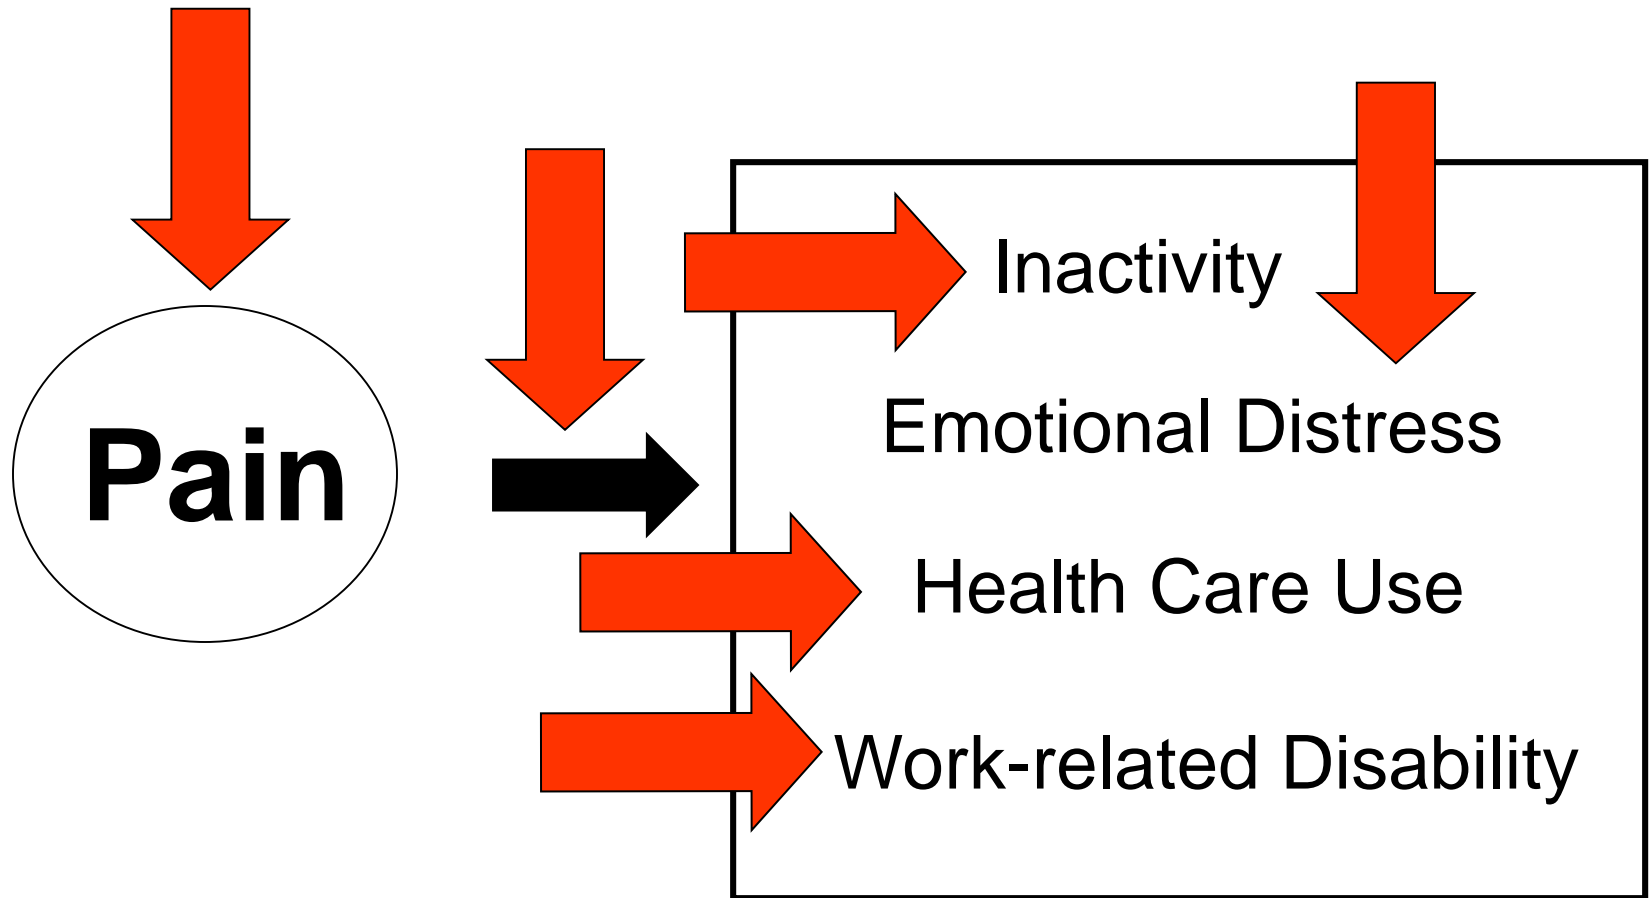 Pain
Inactivity
Emotional Distress
Health Care Use
Work-related Disability